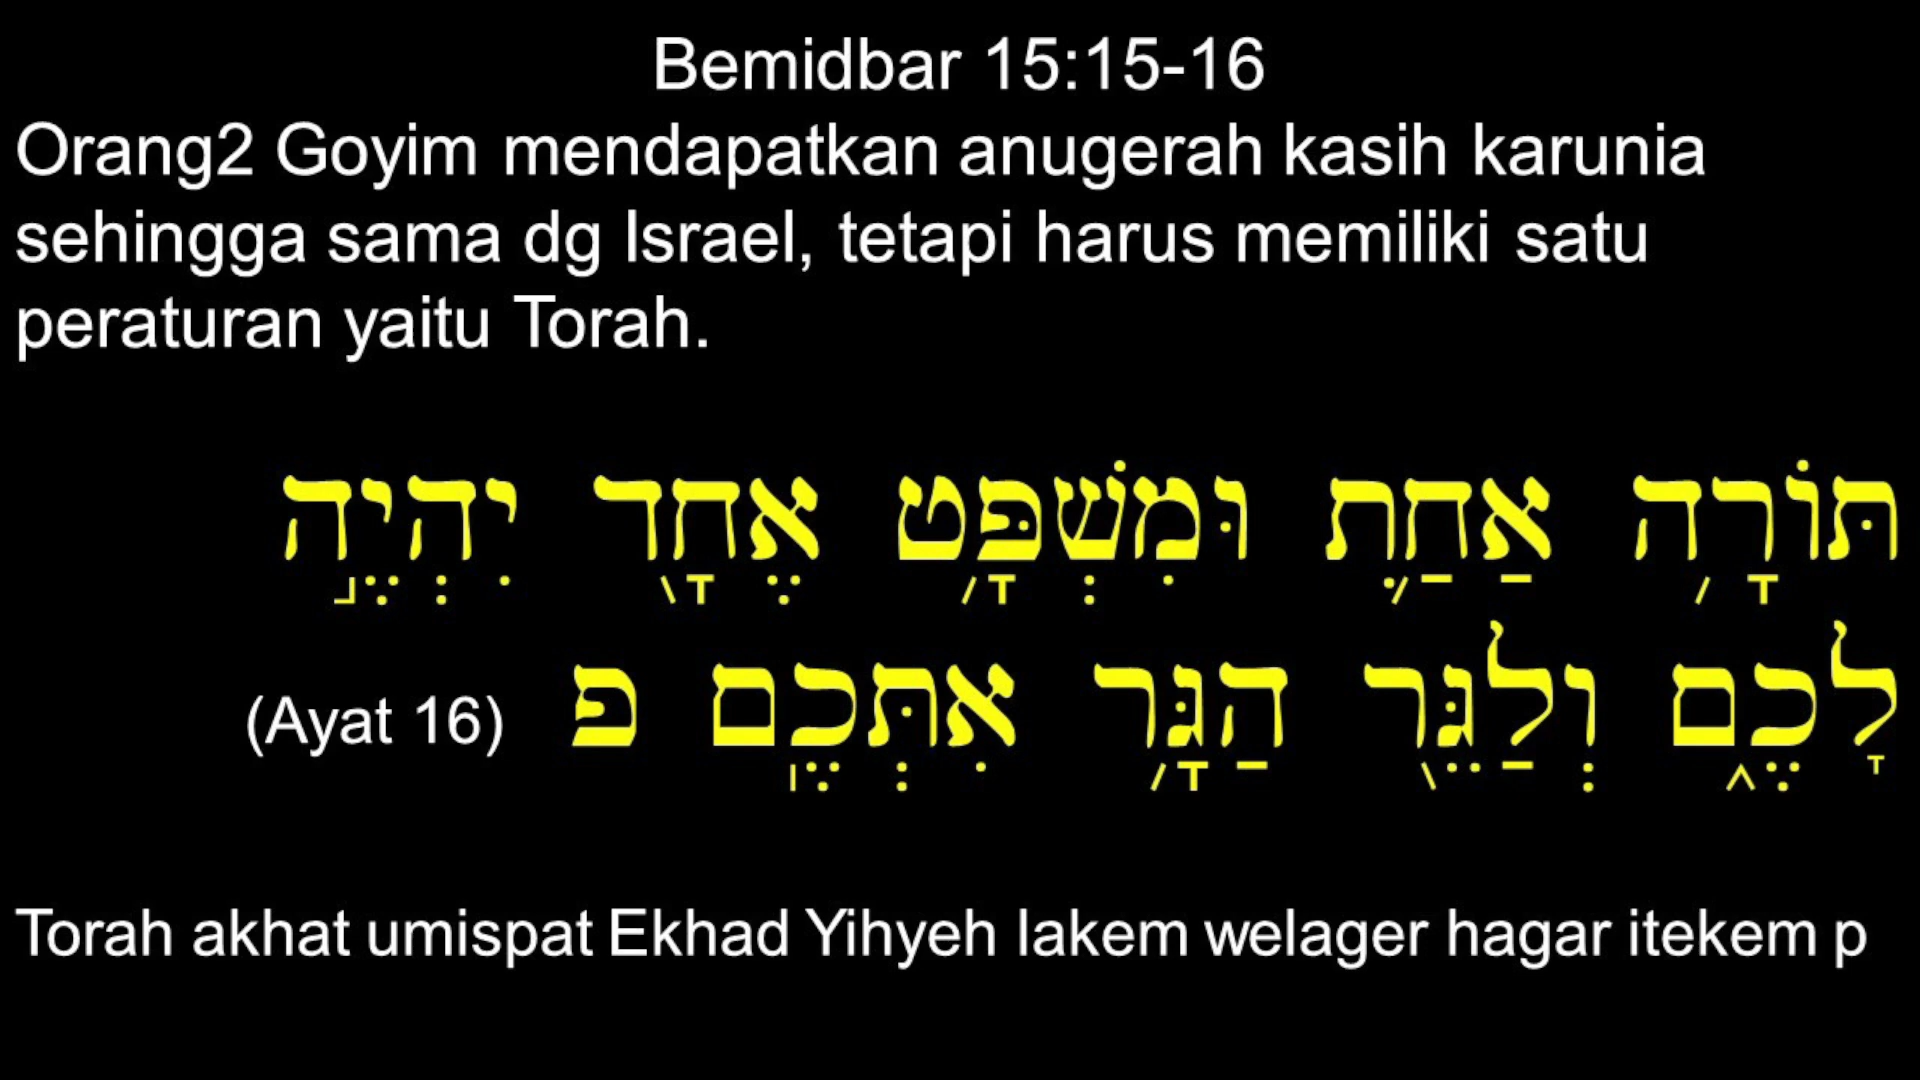 Bemidbar 15:15-16
Orang2 Goyim mendapatkan anugerah kasih karunia
sehingga sama dg Israel, tetapi harus memiliki satu
peraturan yaitu Torah.
תּוֹרָ֥ה אַחַ֛ת וּמִשְׁפָּ֥ט אֶחָ֖ד יִהְיֶ֣ה
לָכֶ֑ם וְלַגֵּ֖ר הַגָּ֥ר אִתְּכֶֽם פ (Ayat 16)
Torah akhat umispat Ekhad Yihyeh lakem welager hagar itekem p